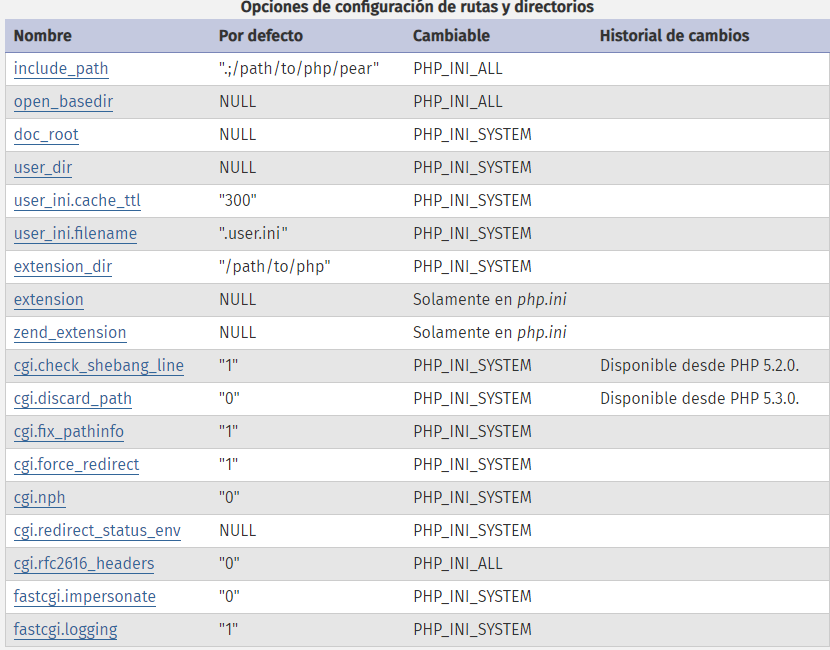 Opciones de configuración de rutas y directorios
Nombre Por defecto Cambiable Historial de cambios
include_path ".;/path/to/php/pear" PHP_INI_ALL
open_basedir NULL PHP_INI_ALL
doc_root NULL PHP_INI_SYSTEM
user_dir NULL PHP_INI_SYSTEM
user_ini.cache_ttl "300" PHP_INI_SYSTEM
user_ini.filename ".user.ini" PHP_INI_SYSTEM
extension_dir "/path/to/php" PHP_INI_SYSTEM
extension NULL Solamente en php.ini
zend_extension NULL Solamente en php.ini
cgi.check_shebang_line "1" PHP_INI_SYSTEM Disponible desde PHP 5.2.0.
cgi.discard_path "0" PHP_INI_SYSTEM Disponible desde PHP 5.3.0.
cgi.fix_pathinfo "1" PHP_INI_SYSTEM
cgi.force_redirect "1" PHP_INI_SYSTEM
cgi.nph "0" PHP_INI_SYSTEM
cgi.redirect_status_env NULL PHP_INI_SYSTEM
cgi.rfc2616_headers "0" PHP_INI_ALL
fastcgi.impersonate "0" PHP_INI_SYSTEM
fastcgi.logging "1" PHP_INI_SYSTEM